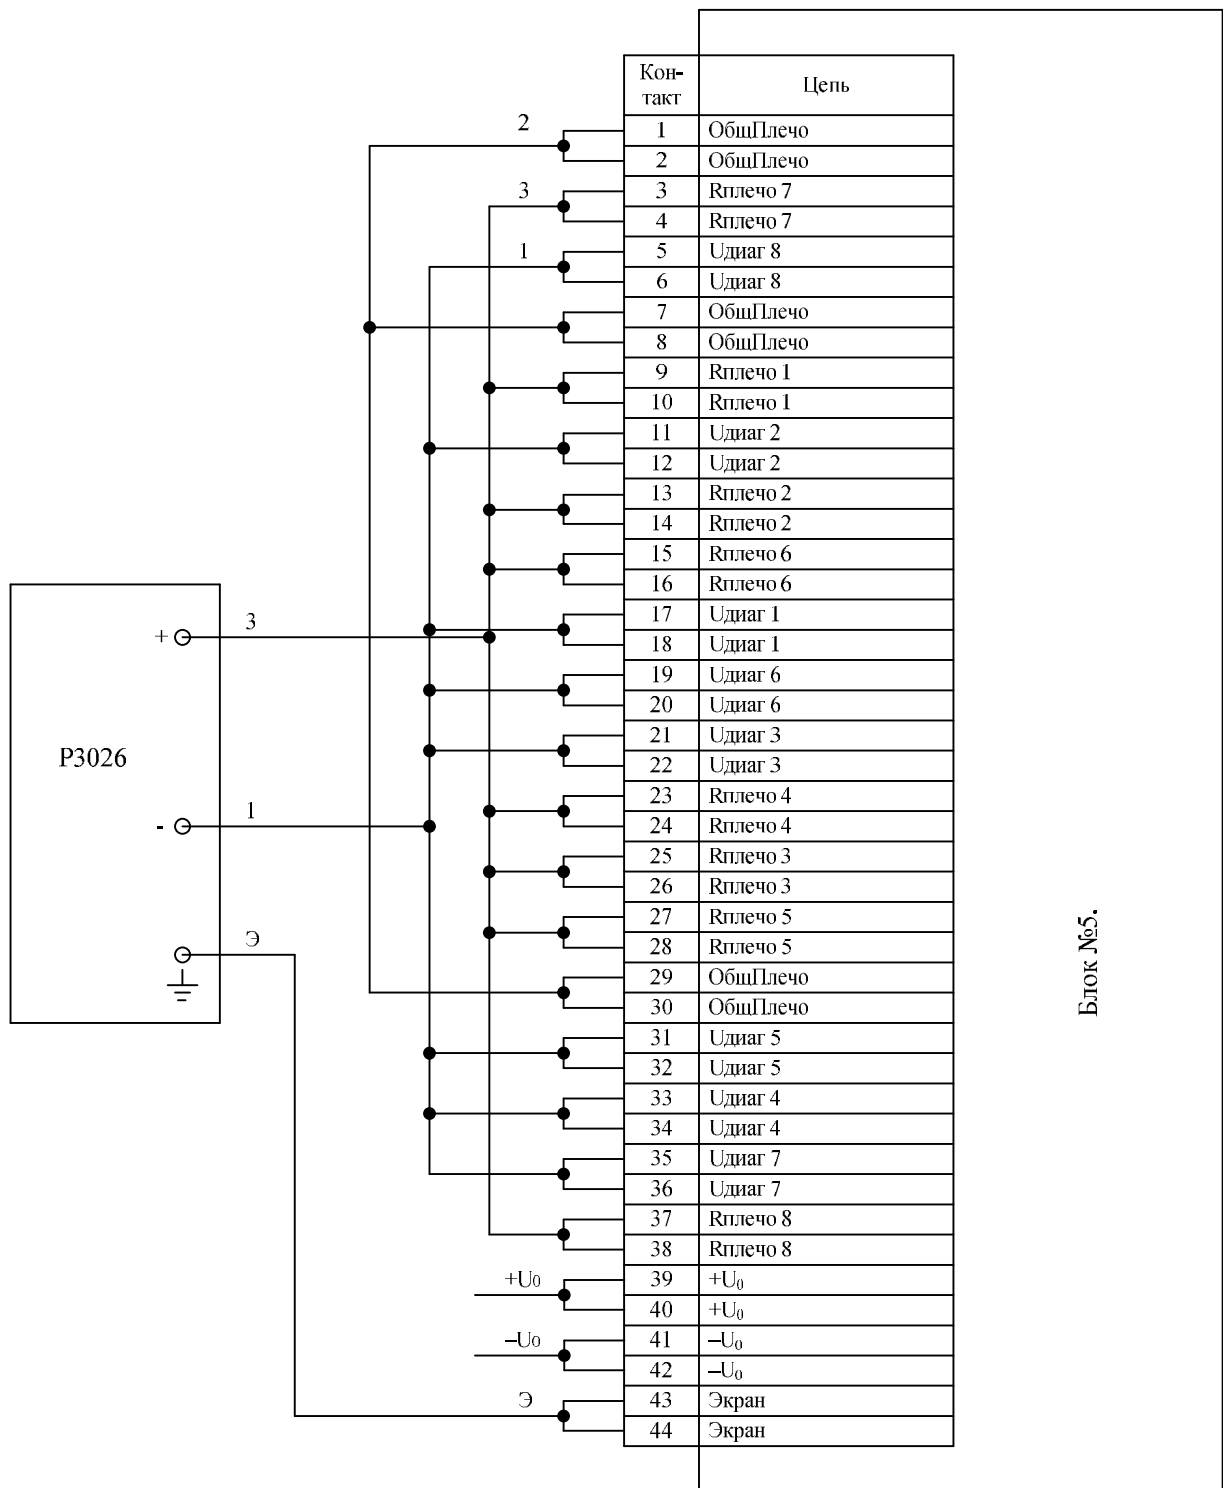 Кон-
такт
Цепь
2
1 ОбщПлечо
2 ОбщПлечо
3
3 Rплечо 7
4 Rплечо 7
1
5 Uдиаг 8
6 Uдиаг 8
7 ОбщПлечо
8 ОбщПлечо
9 Rплечо 1
10 Rплечо 1
11 Uдиаг 2
12 Uдиаг 2
13 Rплечо 2
14 Rплечо 2
15 Rплечо 6
16 Rплечо 6
17 Uдиаг 1
18 Uдиаг 1
19 Uдиаг 6
20 Uдиаг 6
21 Uдиаг 3
22 Uдиаг 3
23 Rплечо 4
24 Rплечо 4
25 Rплечо 3
26 Rплечо 3
27 Rплечо 5
28 Rплечо 5
29 ОбщПлечо
30 ОбщПлечо
31 Uдиаг 5
32 Uдиаг 5
33 Uдиаг 4
34 Uдиаг 4
35 Uдиаг 7
36 Uдиаг 7
37 Rплечо 8
38 Rплечо 8
+U₀
39 +U₀
40 +U₀
–U₀
41 –U₀
42 –U₀
Э
43 Экран
44 Экран
+
3
Р3026
-
1
Э
Блок №5.